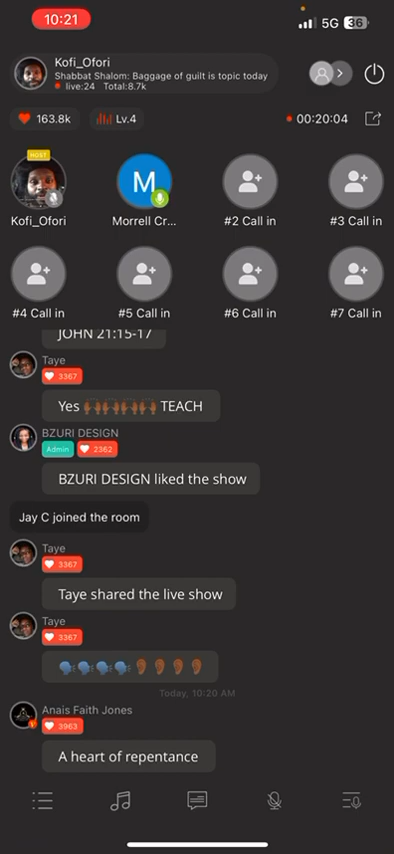 10:21
5G 36
Kofi_Ofori
Shabbat Shalom: Baggage of guilt is topic today
live:24 Total:8.7k
163.8k
Lv.4
00:20:04
HOST
M
Kofi_Ofori
Morrell Cr...
#2 Call in
#3 Call in
#4 Call in
#5 Call in
#6 Call in
#7 Call in
JOHN 21:15-17
Taye
3367
Yes 🙌🏾🙌🏾🙌🏾🙌🏾 TEACH
BZURI DESIGN
Admin 2362
BZURI DESIGN liked the show
Jay C joined the room
Taye
3367
Taye shared the live show
Taye
3367
🗣🗣🗣🗣👂🏾👂🏾👂🏾👂🏾
Today, 10:20 AM
Anais Faith Jones
3963
A heart of repentance